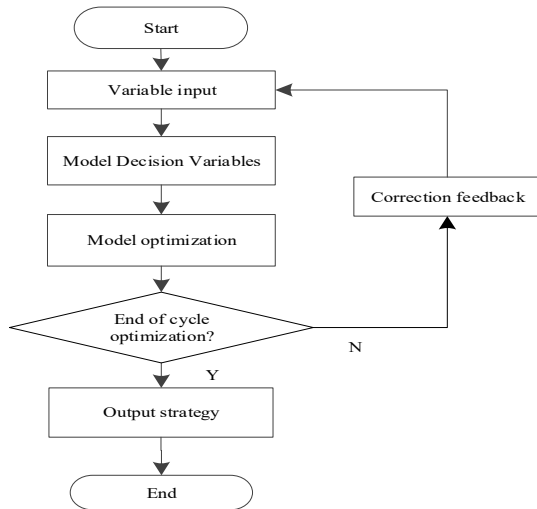 Start
Variable input
Model Decision Variables
Correction feedback
Model optimization
End of cycle
optimization?
N
Y
Output strategy
End